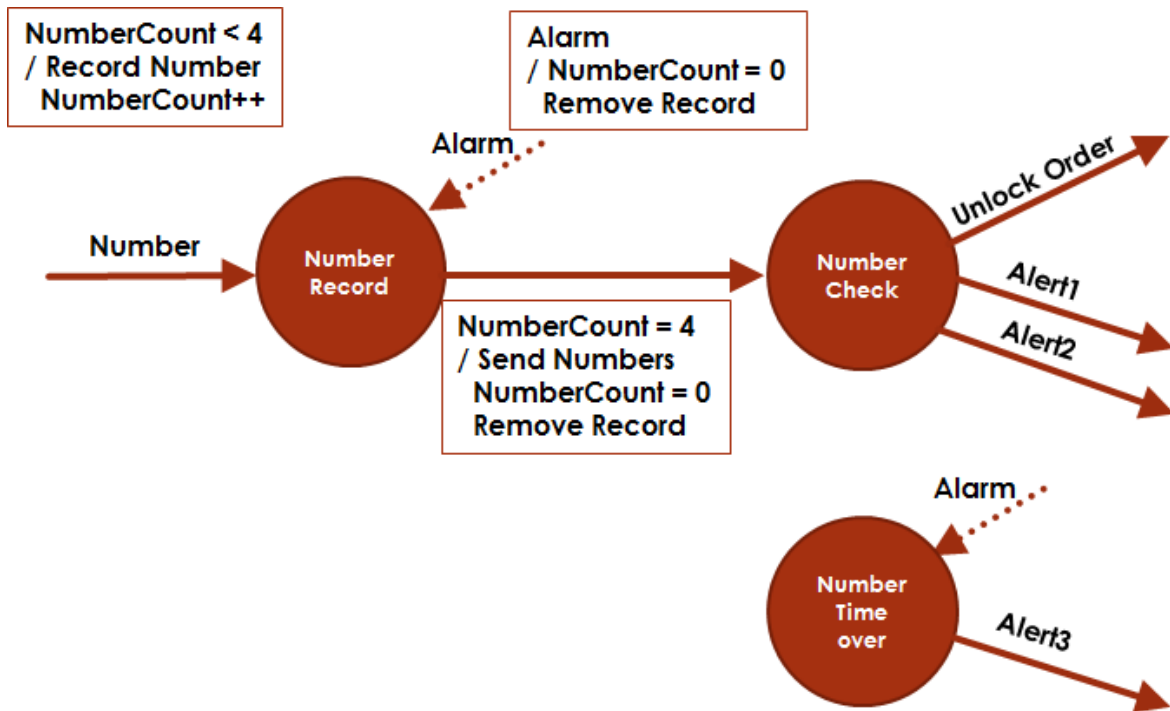 NumberCount < 4
/ Record Number
NumberCount++
Alarm
/ NumberCount = 0
Remove Record
Alarm
Number
Number
Record
NumberCount = 4
/ Send Numbers
NumberCount = 0
Remove Record
Number
Check
Unlock Order
Alert1
Alert2
Alarm
Number
Time
over
Alert3